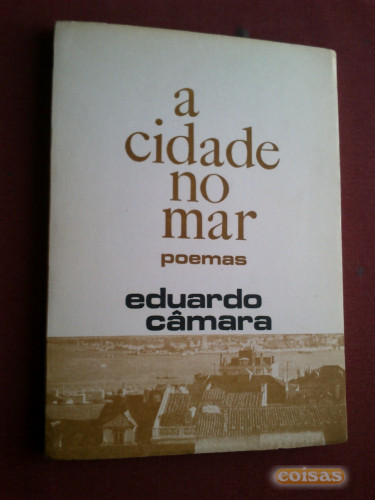 a
cidade
no
mar
poemas
eduardo
câmara
coisas